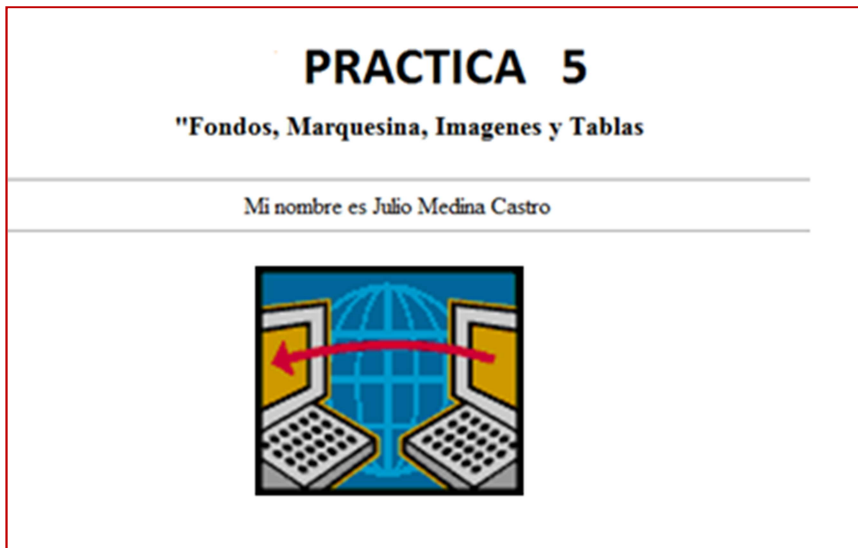 PRACTICA 5
"Fondos, Marquesina, Imagenes y Tablas
Mi nombre es Julio Medina Castro